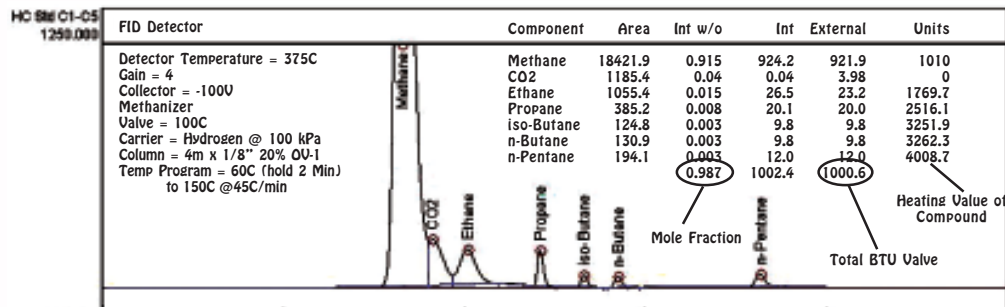 HC Std C1-C5
1250.000
FID Detector
Detector Temperature = 375C
Gain = 4
Collector = -100V
Methanizer
Valve = 100C
Carrier = Hydrogen @ 100 kPa
Column = 4m x 1/8" 20% OV-1
Temp Program = 60C (hold 2 Min)
to 150C @45C/min
Component Area Int w/o Int External Units
Methane 18421.9 0.915 924.2 921.9 1010
CO2 1185.4 0.04 0.04 3.98 0
Ethane 1055.4 0.015 26.5 23.2 1769.7
Propane 385.2 0.008 20.1 20.0 2516.1
iso-Butane 124.8 0.003 9.8 9.8 3251.9
n-Butane 130.9 0.003 9.8 9.8 3262.3
n-Pentane 194.1 0.003 12.0 12.0 4008.7
0.987 1002.4 1000.6
Mole Fraction
Total BTU Valve
Heating Value of
Compound
Methane
CO2
Ethane
Propane
iso-Butane
n-Butane
n-Pentane